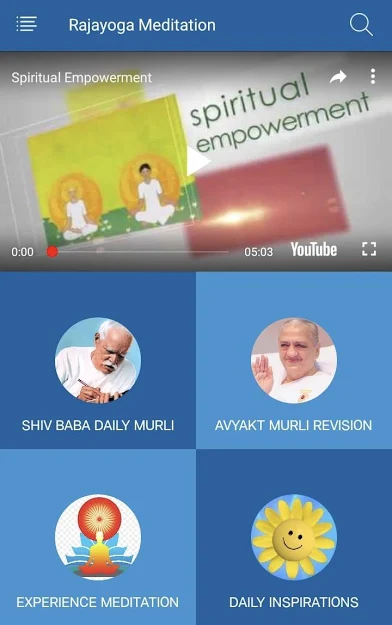 Rajayoga Meditation
Spiritual Empowerment
spiritual
empowerment
0:00
05:03
YouTube
SHIV BABA DAILY MURLI
AVYAKT MURLI REVISION
EXPERIENCE MEDITATION
DAILY INSPIRATIONS